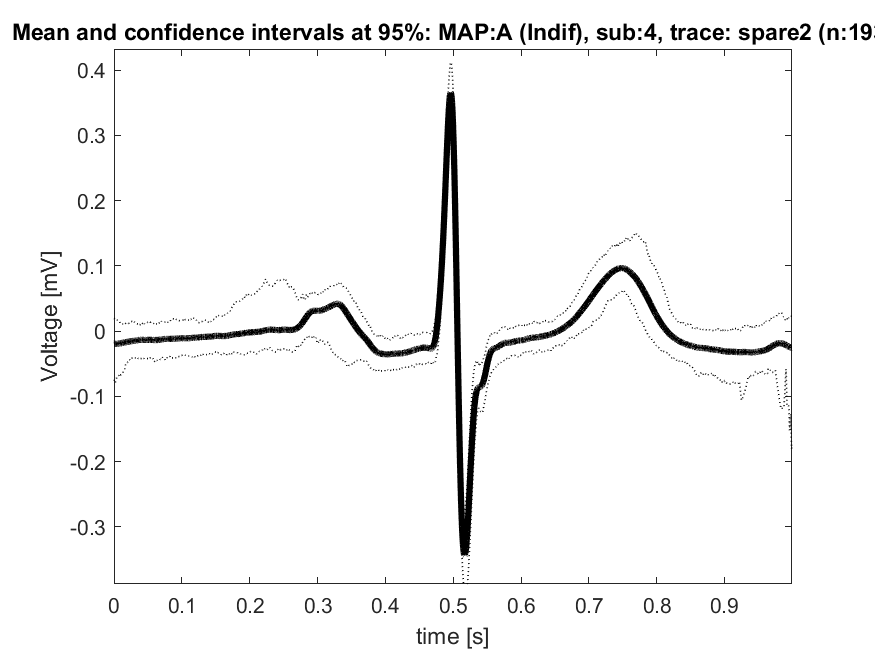 Mean and confidence intervals at 95%: MAP:A (Indif), sub:4, trace: spare2 (n:193
0.4
0.3
0.2
0.1
0
-0.1
-0.2
-0.3
Voltage [mV]
0 0.1 0.2 0.3 0.4 0.5 0.6 0.7 0.8 0.9
time [s]